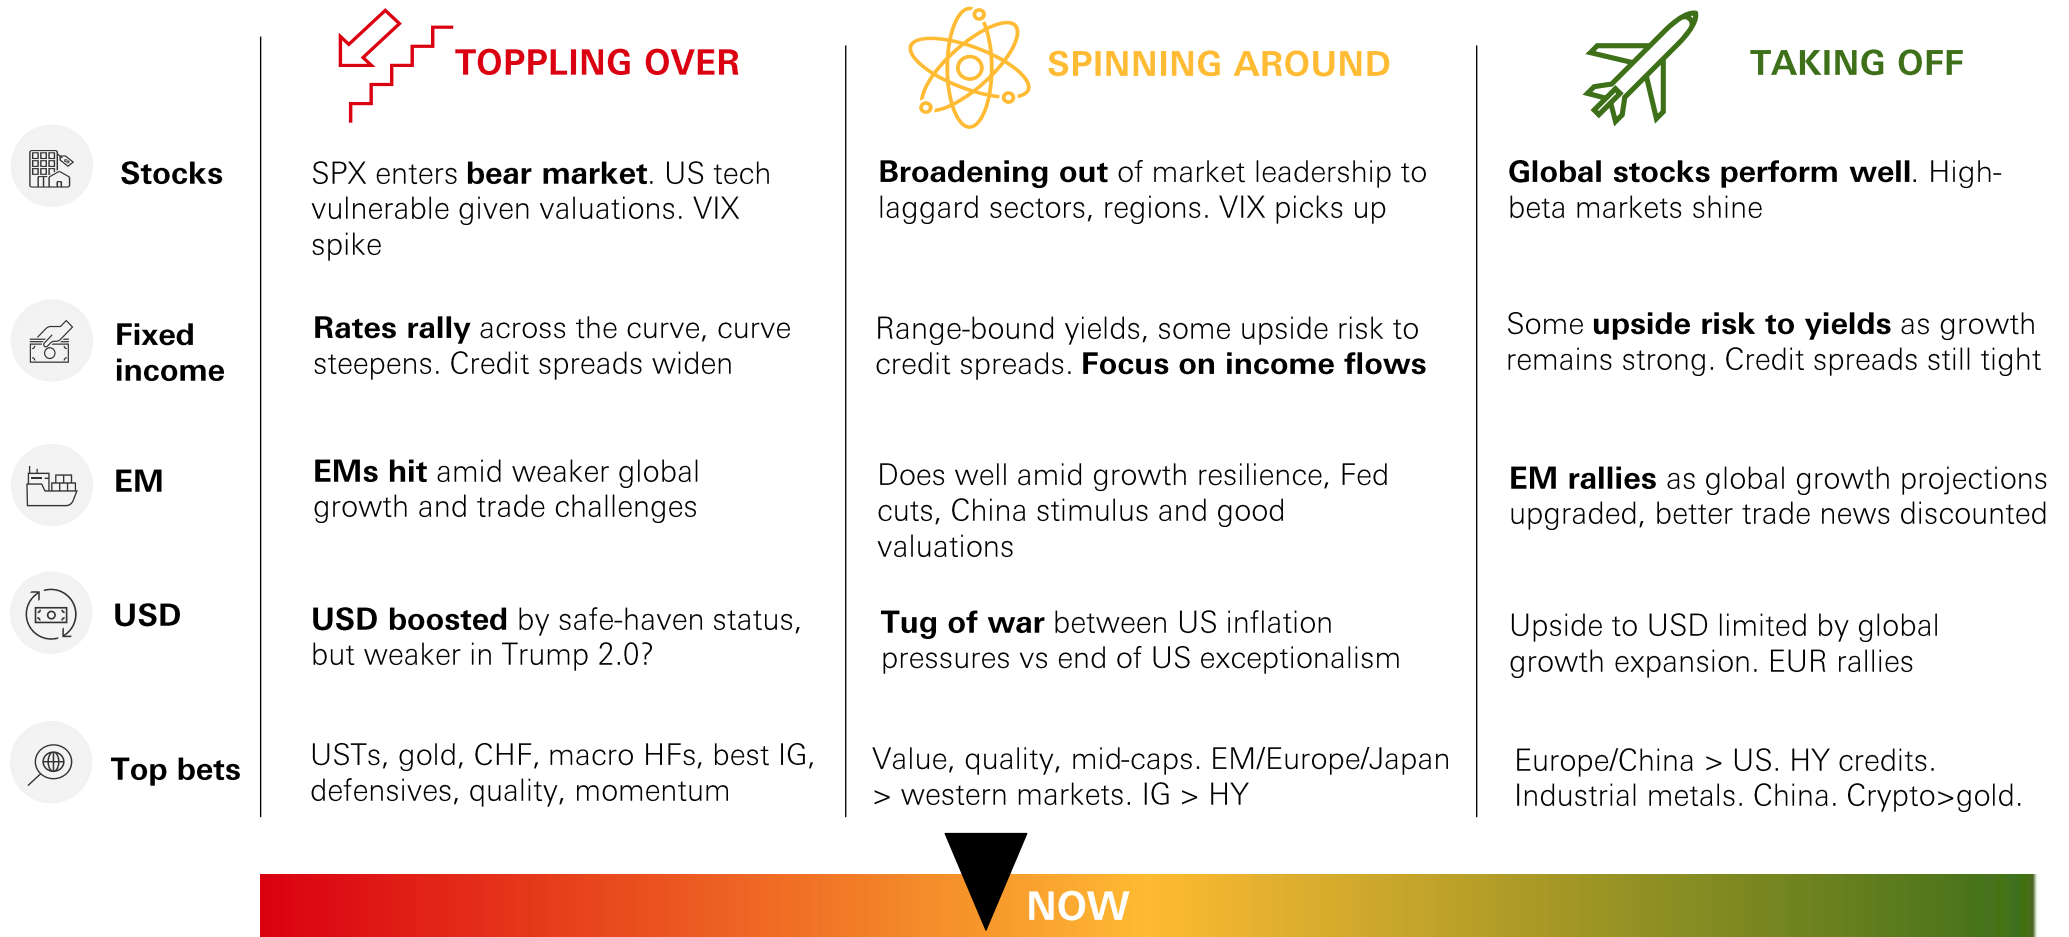 TOPPLING OVER
SPINNING AROUND
TAKING OFF
Stocks
SPX enters bear market. US tech
vulnerable given valuations. VIX
spike
Broadening out of market leadership to
laggard sectors, regions. VIX picks up
Global stocks perform well. High-
beta markets shine
Fixed
income
Rates rally across the curve, curve
steepens. Credit spreads widen
Range-bound yields, some upside risk to
credit spreads. Focus on income flows
Some upside risk to yields as growth
remains strong. Credit spreads still tight
EM
EMs hit amid weaker global
growth and trade challenges
Does well amid growth resilience, Fed
cuts, China stimulus and good
valuations
EM rallies as global growth projections
upgraded, better trade news discounted
USD
USD boosted by safe-haven status,
but weaker in Trump 2.0?
Tug of war between US inflation
pressures vs end of US exceptionalism
Upside to USD limited by global
growth expansion. EUR rallies
Top bets
USTs, gold, CHF, macro HFs, best IG,
defensives, quality, momentum
Value, quality, mid-caps. EM/Europe/Japan
> western markets. IG > HY
Europe/China > US. HY credits.
Industrial metals. China. Crypto>gold.
NOW